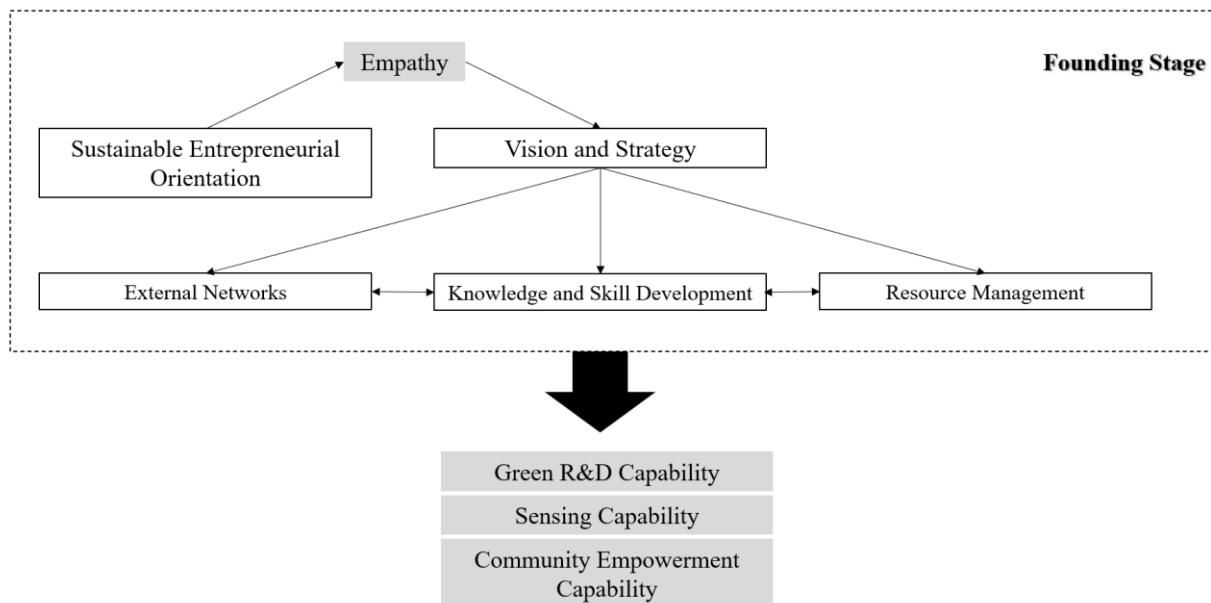 Empathy
Founding Stage
Sustainable Entrepreneurial
Orientation
Vision and Strategy
External Networks
Knowledge and Skill Development
Resource Management
Green R&D Capability
Sensing Capability
Community Empowerment
Capability